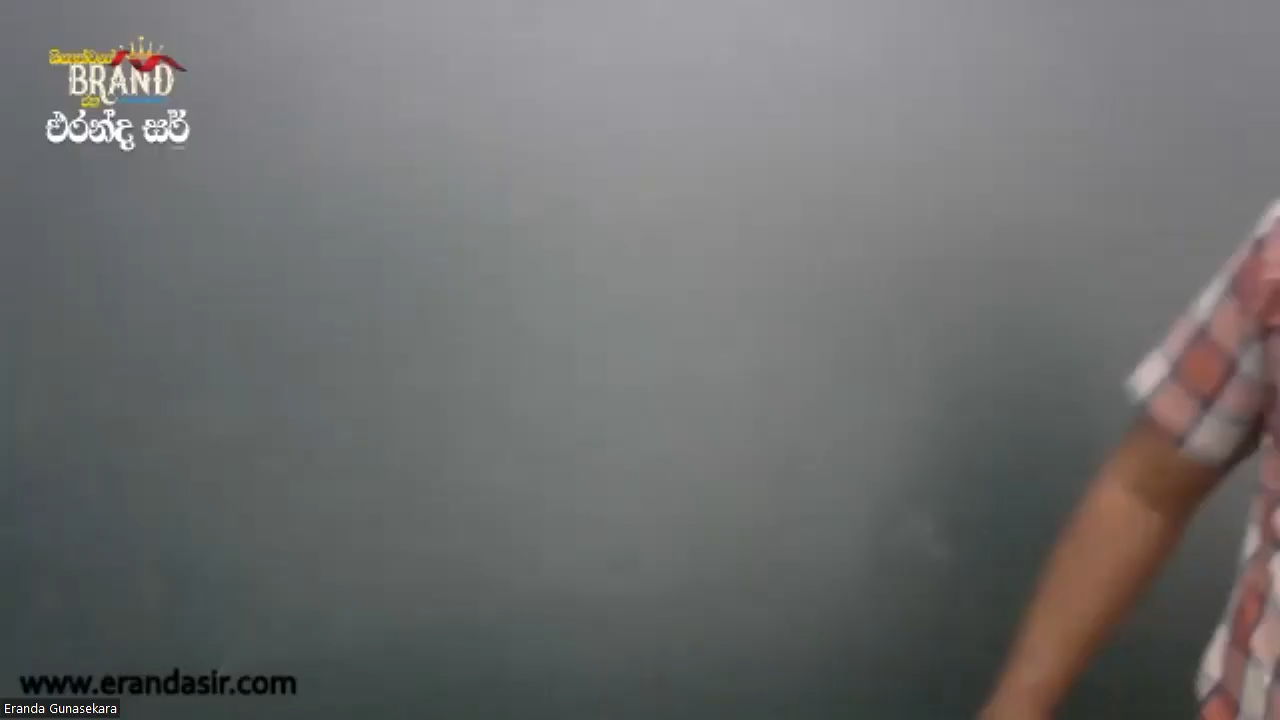 BRAND
එරන්ද සර්
www.erandasir.com
Eranda Gunasekara